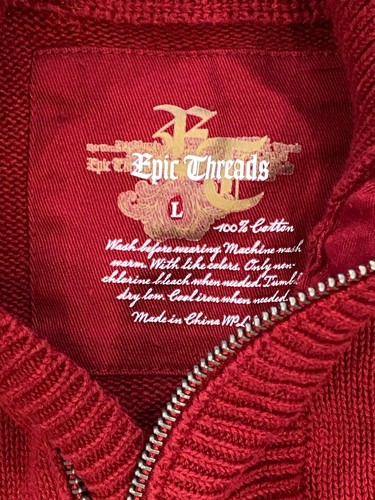 Epic Threads
L
100% Cotton
Wash before wearing. Machine wash
warm. With like colors. Only non-
chlorine bleach when needed. Tumbl
dry low. Cool iron when needed.
Made in China